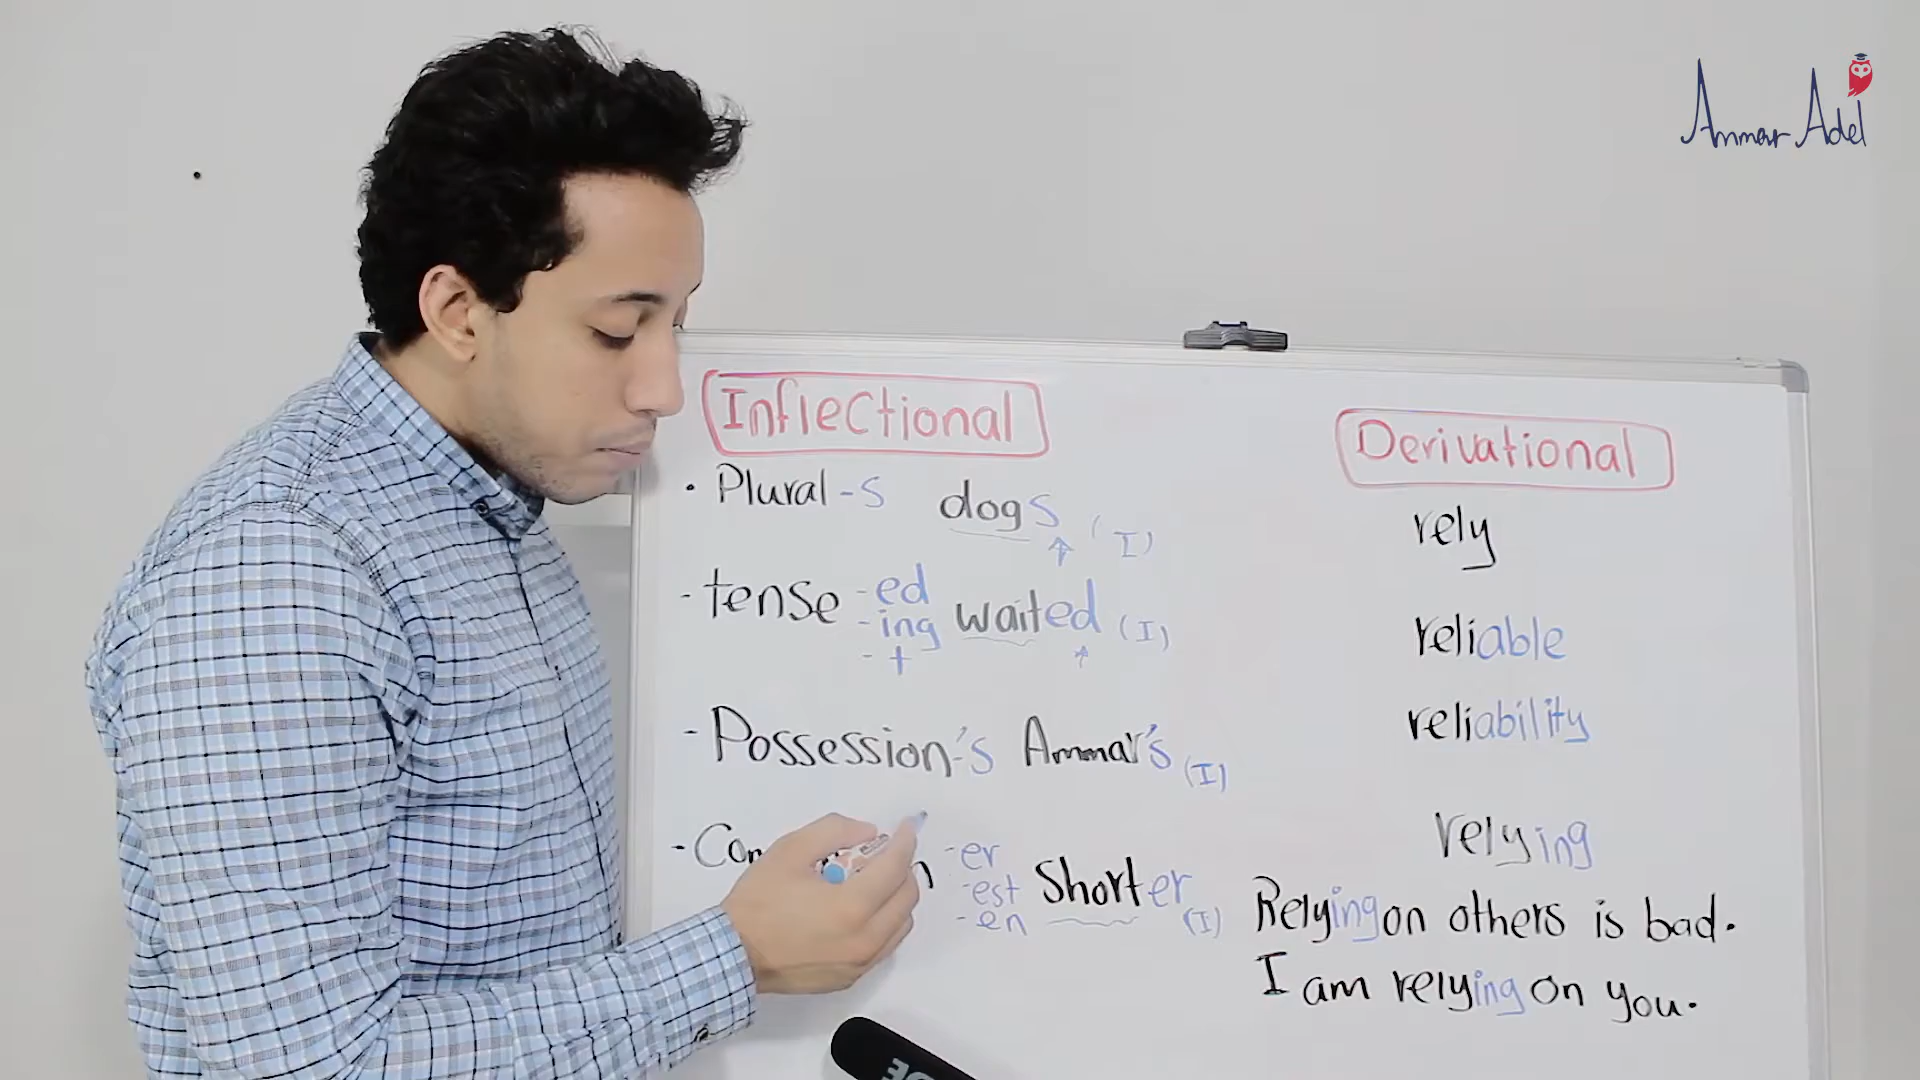 Ammar Adel
Inflectional
• Plural -s dogs (I)
- tense -ed waited (I)
- ing
- t
- Possession -'s Ammar's (I)
- -er shorter (I)
-est
-en
Derivational
rely
reliable
reliability
relying
Relying on others is bad.
I am relying on you.